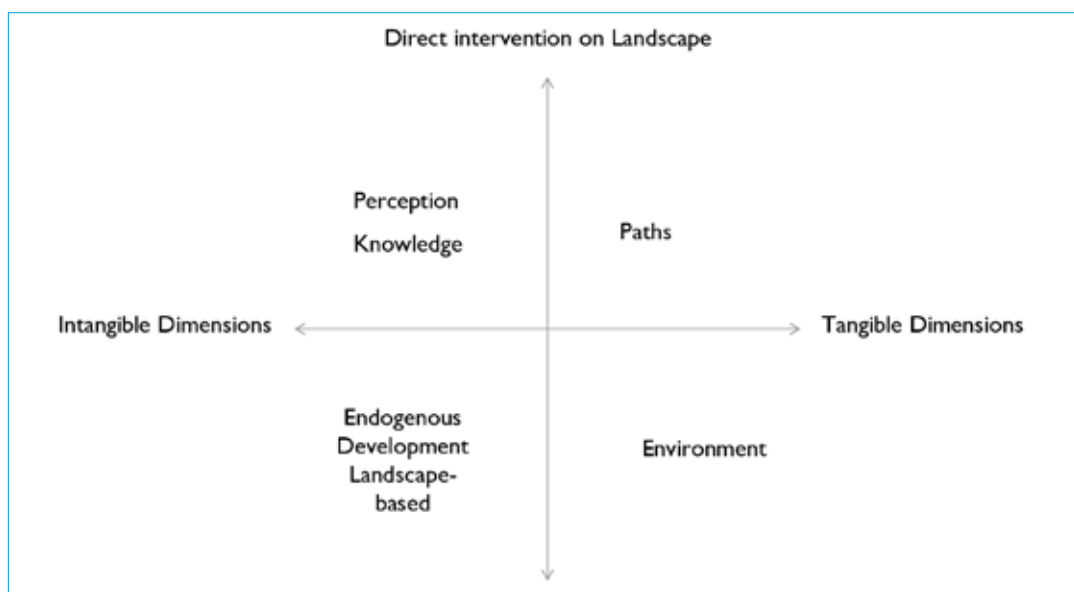 Direct intervention on Landscape
Perception
Knowledge
Paths
Intangible Dimensions
Tangible Dimensions
Endogenous
Development
Landscape-
based
Environment